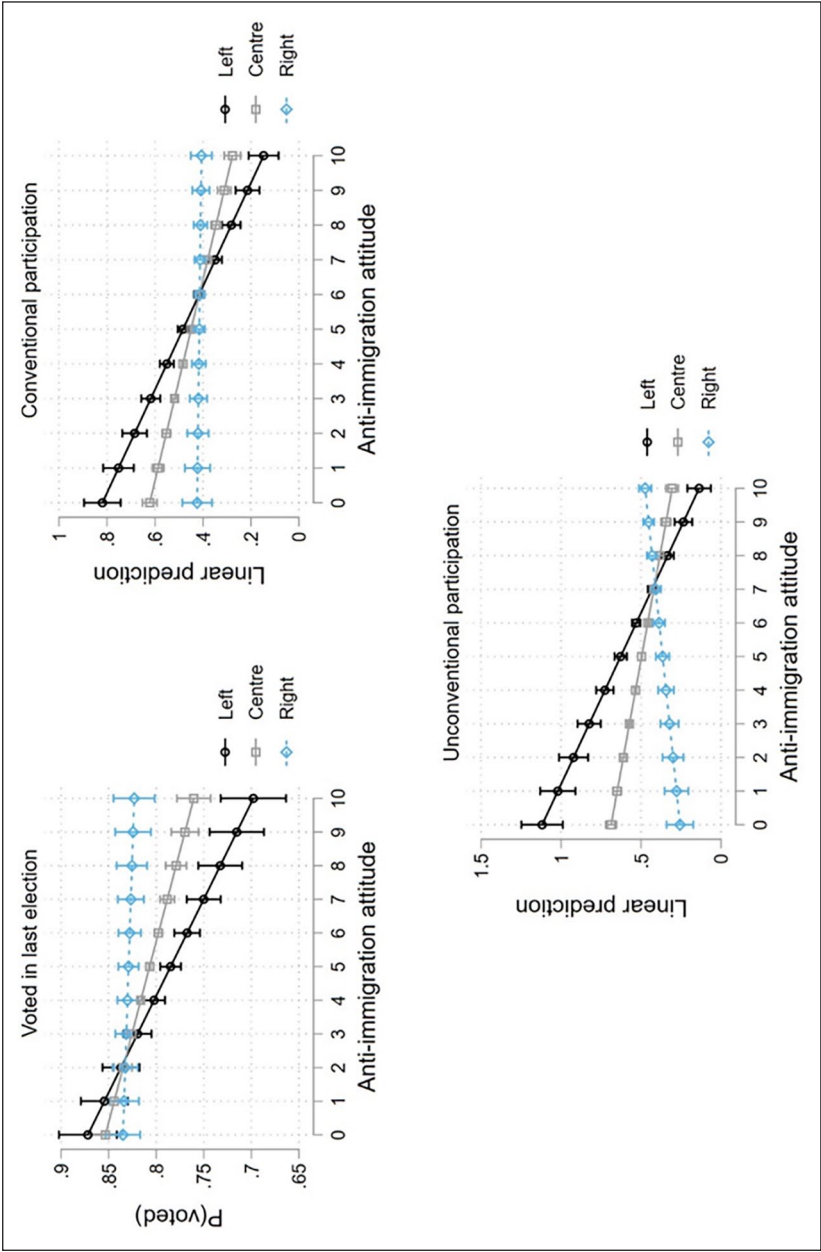 Voted in last election
P(voted)
.9
.85
.8
.75
.7
.65
0 1 2 3 4 5 6 7 8 9 10
Anti-immigration attitude
Left
Centre
Right
Conventional participation
Linear prediction
1
.8
.6
.4
.2
0
0 1 2 3 4 5 6 7 8 9 10
Anti-immigration attitude
Left
Centre
Right
Unconventional participation
Linear prediction
1.5
1
.5
0
0 1 2 3 4 5 6 7 8 9 10
Anti-immigration attitude
Left
Centre
Right